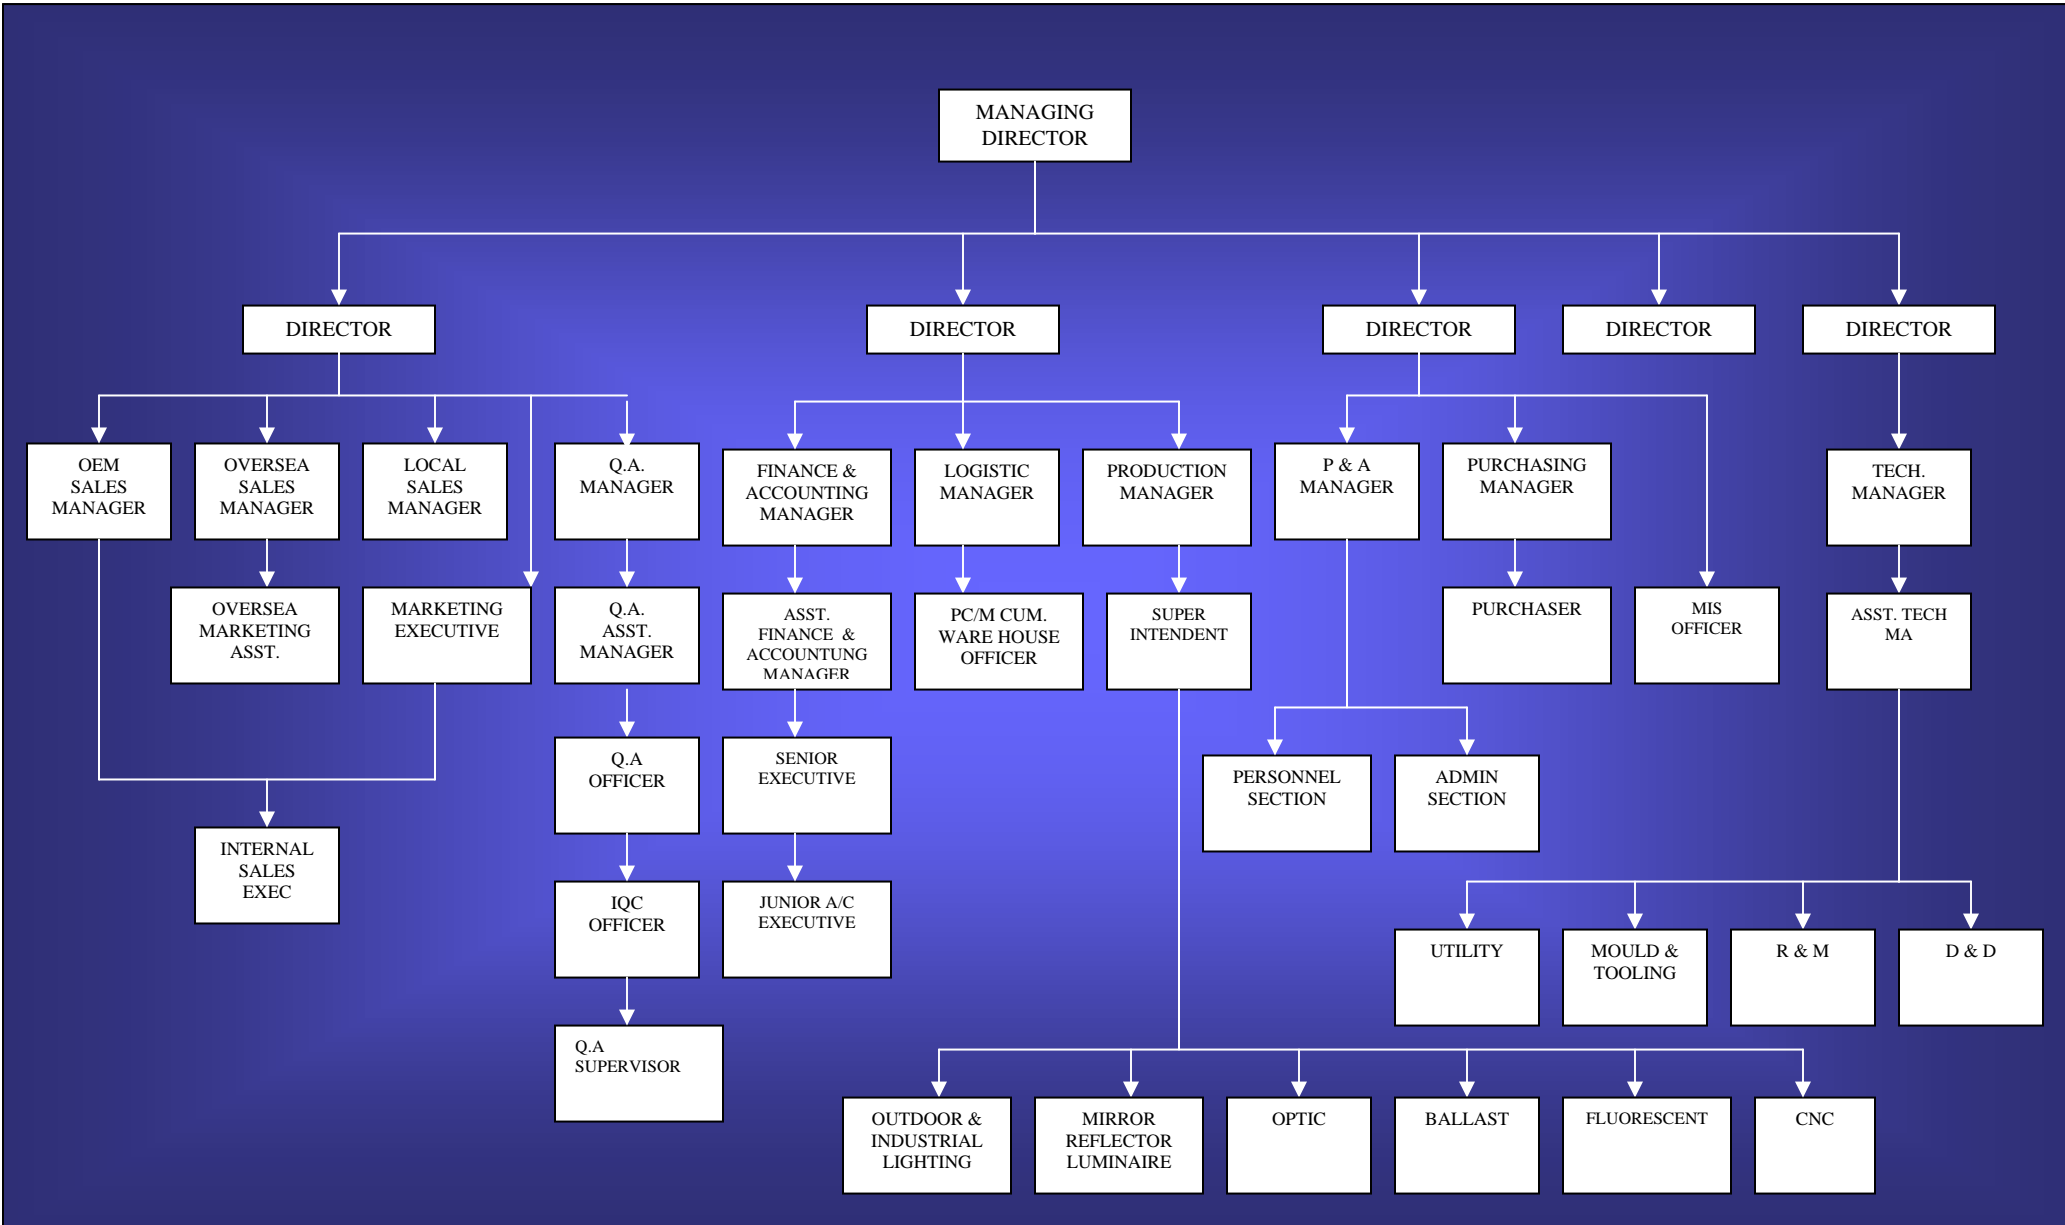 MANAGING
DIRECTOR
DIRECTOR
DIRECTOR
DIRECTOR
DIRECTOR
DIRECTOR
OEM
SALES
MANAGER
OVERSEA
SALES
MANAGER
LOCAL
SALES
MANAGER
Q.A.
MANAGER
FINANCE &
ACCOUNTING
MANAGER
LOGISTIC
MANAGER
PRODUCTION
MANAGER
P & A
MANAGER
PURCHASING
MANAGER
TECH.
MANAGER
OVERSEA
MARKETING
ASST.
MARKETING
EXECUTIVE
Q.A.
ASST.
MANAGER
ASST.
FINANCE &
ACCOUNTUNG
MANAGER
PC/M CUM.
WARE HOUSE
OFFICER
SUPER
INTENDENT
PURCHASER
MIS
OFFICER
ASST. TECH
MA
Q.A
OFFICER
SENIOR
EXECUTIVE
PERSONNEL
SECTION
ADMIN
SECTION
INTERNAL
SALES
EXEC
IQC
OFFICER
JUNIOR A/C
EXECUTIVE
UTILITY
MOULD &
TOOLING
R & M
D & D
Q.A
SUPERVISOR
OUTDOOR &
INDUSTRIAL
LIGHTING
MIRROR
REFLECTOR
LUMINAIRE
OPTIC
BALLAST
FLUORESCENT
CNC